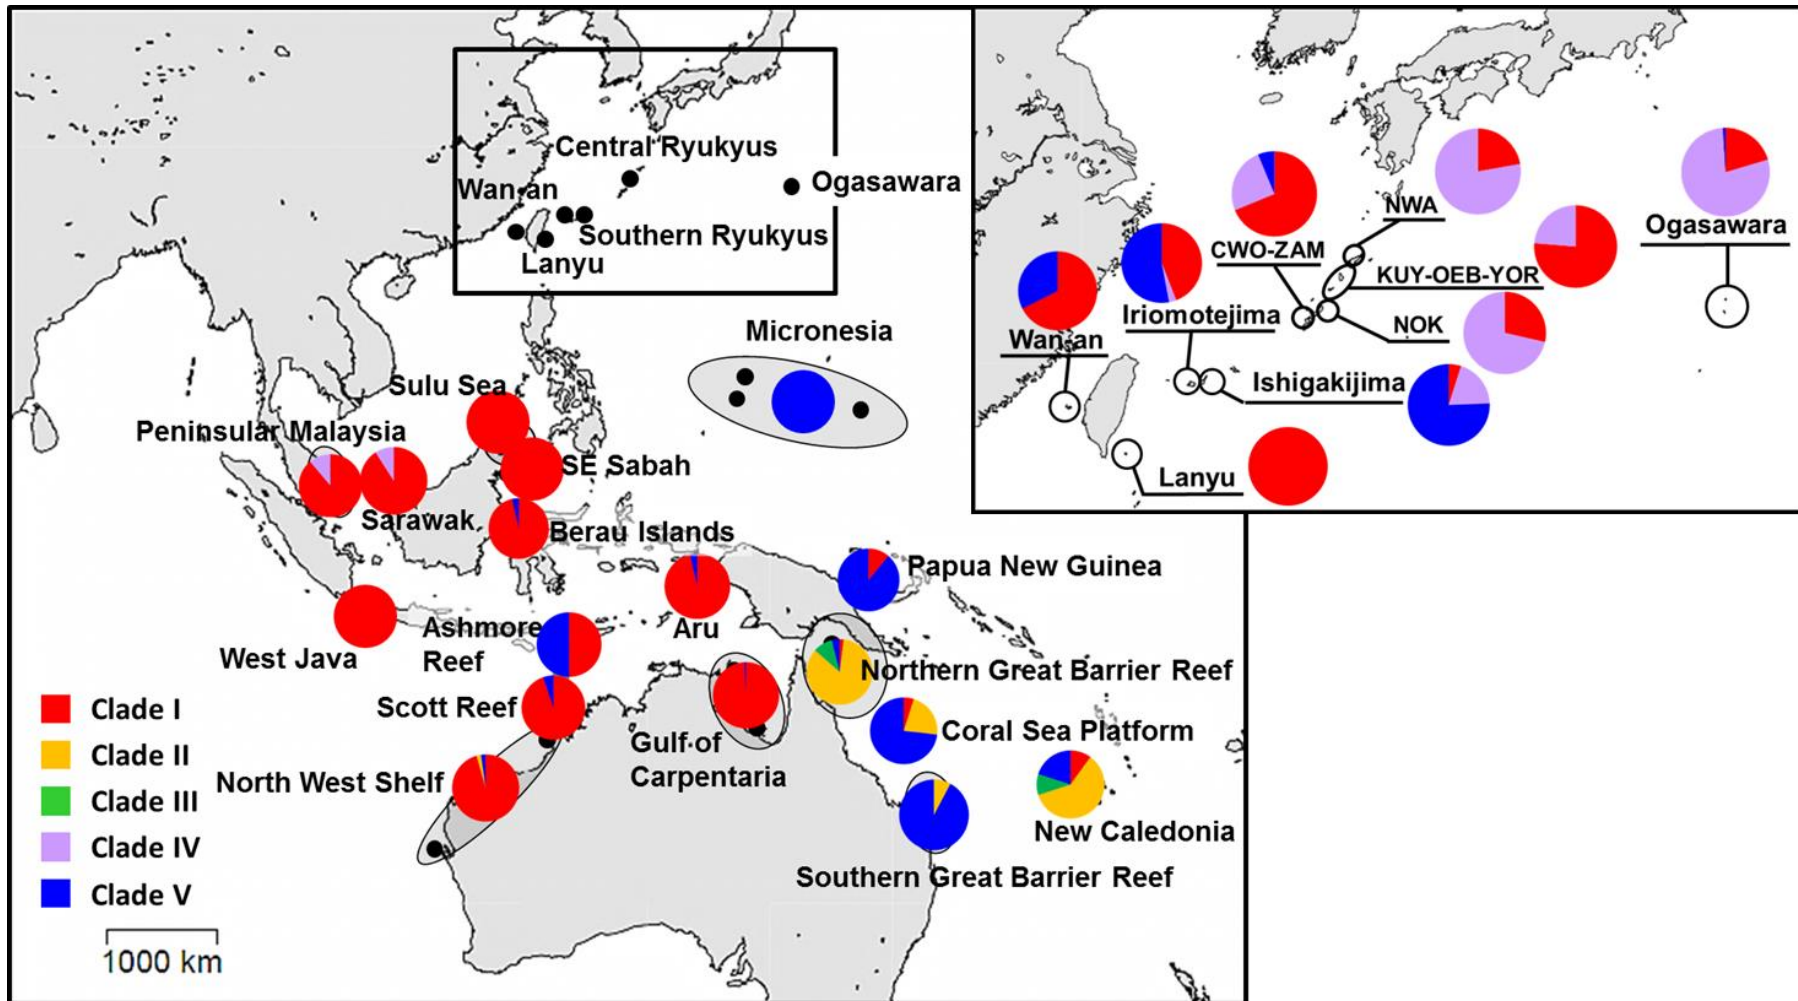 Central Ryukyus
Wan-an
Ogasawara
Southern Ryukyus
Lanyu
Micronesia
Sulu Sea
Peninsular Malaysia
SE Sabah
Sarawak
Berau Islands
Papua New Guinea
Ashmore
Reef
Aru
West Java
Northern Great Barrier Reef
Scott Reef
Coral Sea Platform
Gulf of
Carpentaria
North West Shelf
New Caledonia
Southern Great Barrier Reef
Clade I
Clade II
Clade III
Clade IV
Clade V
1000 km
NWA
Ogasawara
CWO-ZAM
KUY-OEB-YOR
Iriomotejima
NOK
Wan-an
Ishigakijima
Lanyu